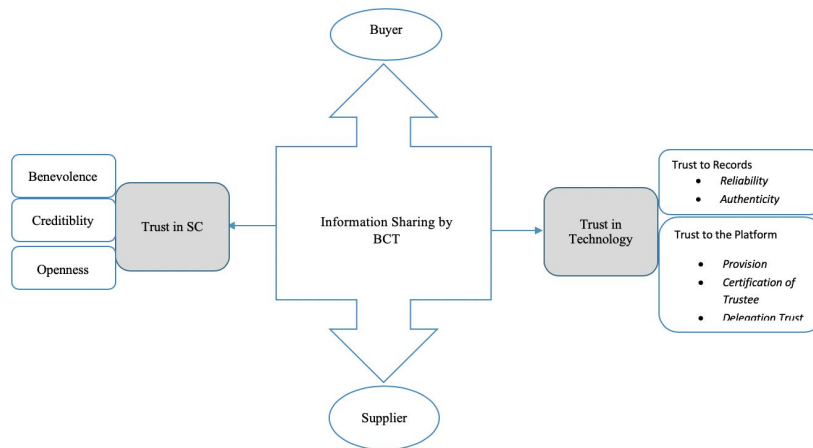 Buyer
Benevolence
Creditiblity
Openness
Trust in SC
Information Sharing by
BCT
Trust in
Technology
Trust to Records
• Reliability
• Authenticity
Trust to the Platform
• Provision
• Certification of
Trustee
• Delegation Trust
Supplier